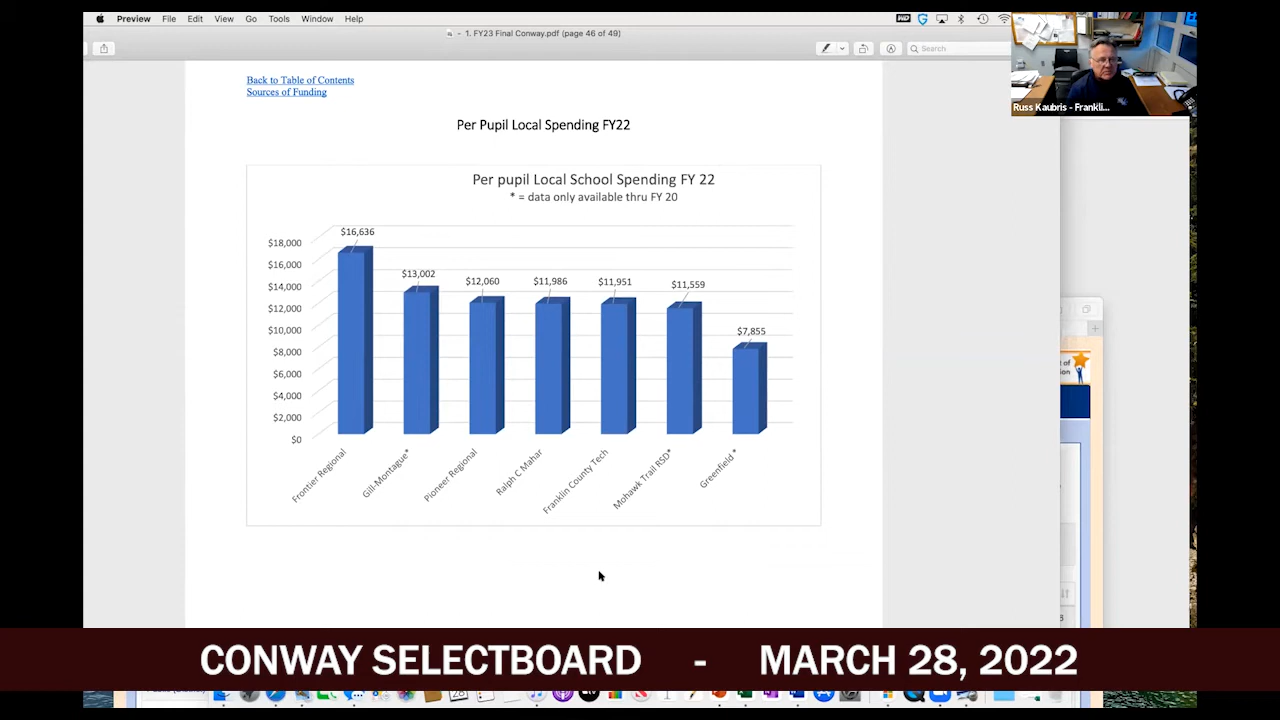 Preview File Edit View Go Tools Window Help
1. FY23 Final Conway.pdf (page 46 of 49)
Search
Russ Kaubris - Frankli...
Back to Table of Contents
Sources of Funding
Per Pupil Local Spending FY22
Per pupil Local School Spending FY 22
* = data only available thru FY 20
$18,000
$16,000
$14,000
$12,000
$10,000
$8,000
$6,000
$4,000
$2,000
$0
$16,636
$13,002
$12,060
$11,986
$11,951
$11,559
$7,855
Frontier Regional
Gill-Montague*
Pioneer Regional
Ralph C Mahar
Franklin County Tech
Mohawk Trail RSD*
Greenfield *
CONWAY SELECTBOARD - MARCH 28, 2022